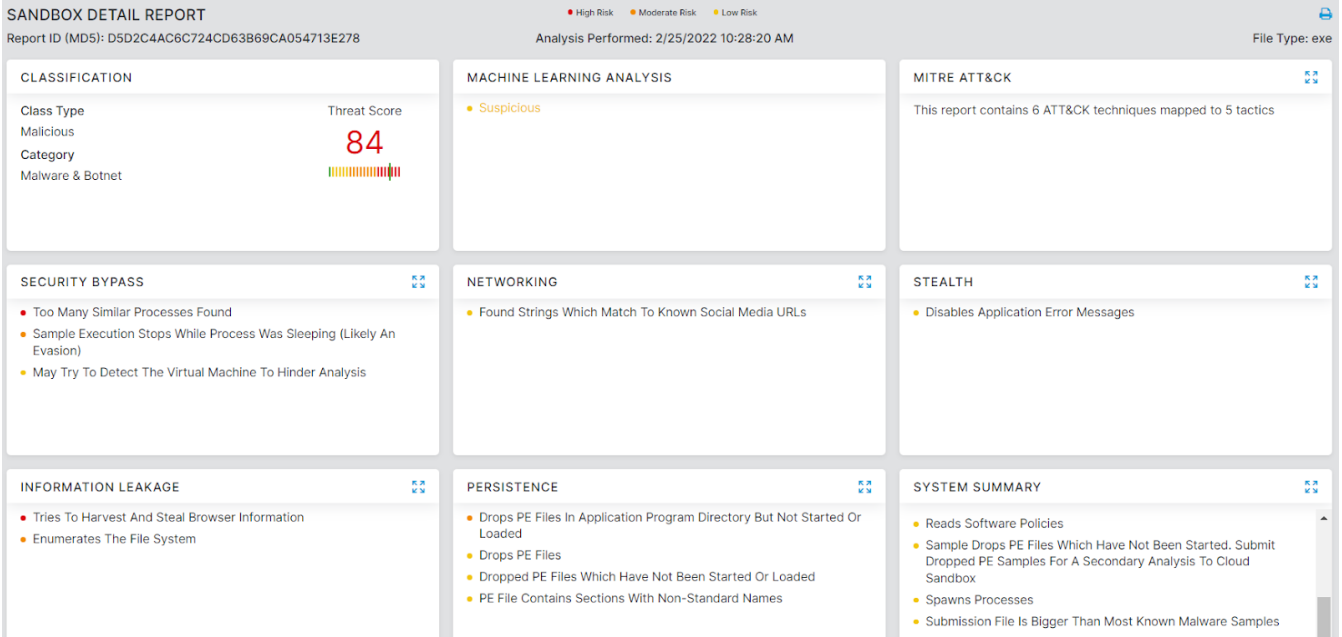 SANDBOX DETAIL REPORT
High Risk Moderate Risk Low Risk
Report ID (MD5): D5D2C4AC6C724CD63B69CA054713E278
Analysis Performed: 2/25/2022 10:28:20 AM
File Type: exe
CLASSIFICATION
Class Type
Malicious
Category
Malware & Botnet
Threat Score
84
MACHINE LEARNING ANALYSIS
Suspicious
MITRE ATT&CK
This report contains 6 ATT&CK techniques mapped to 5 tactics
SECURITY BYPASS
Too Many Similar Processes Found
Sample Execution Stops While Process Was Sleeping (Likely An
Evasion)
May Try To Detect The Virtual Machine To Hinder Analysis
NETWORKING
Found Strings Which Match To Known Social Media URLs
STEALTH
Disables Application Error Messages
INFORMATION LEAKAGE
Tries To Harvest And Steal Browser Information
Enumerates The File System
PERSISTENCE
Drops PE Files In Application Program Directory But Not Started Or
Loaded
Drops PE Files
Dropped PE Files Which Have Not Been Started Or Loaded
PE File Contains Sections With Non-Standard Names
SYSTEM SUMMARY
Reads Software Policies
Sample Drops PE Files Which Have Not Been Started. Submit
Dropped PE Samples For A Secondary Analysis To Cloud
Sandbox
Spawns Processes
Submission File Is Bigger Than Most Known Malware Samples